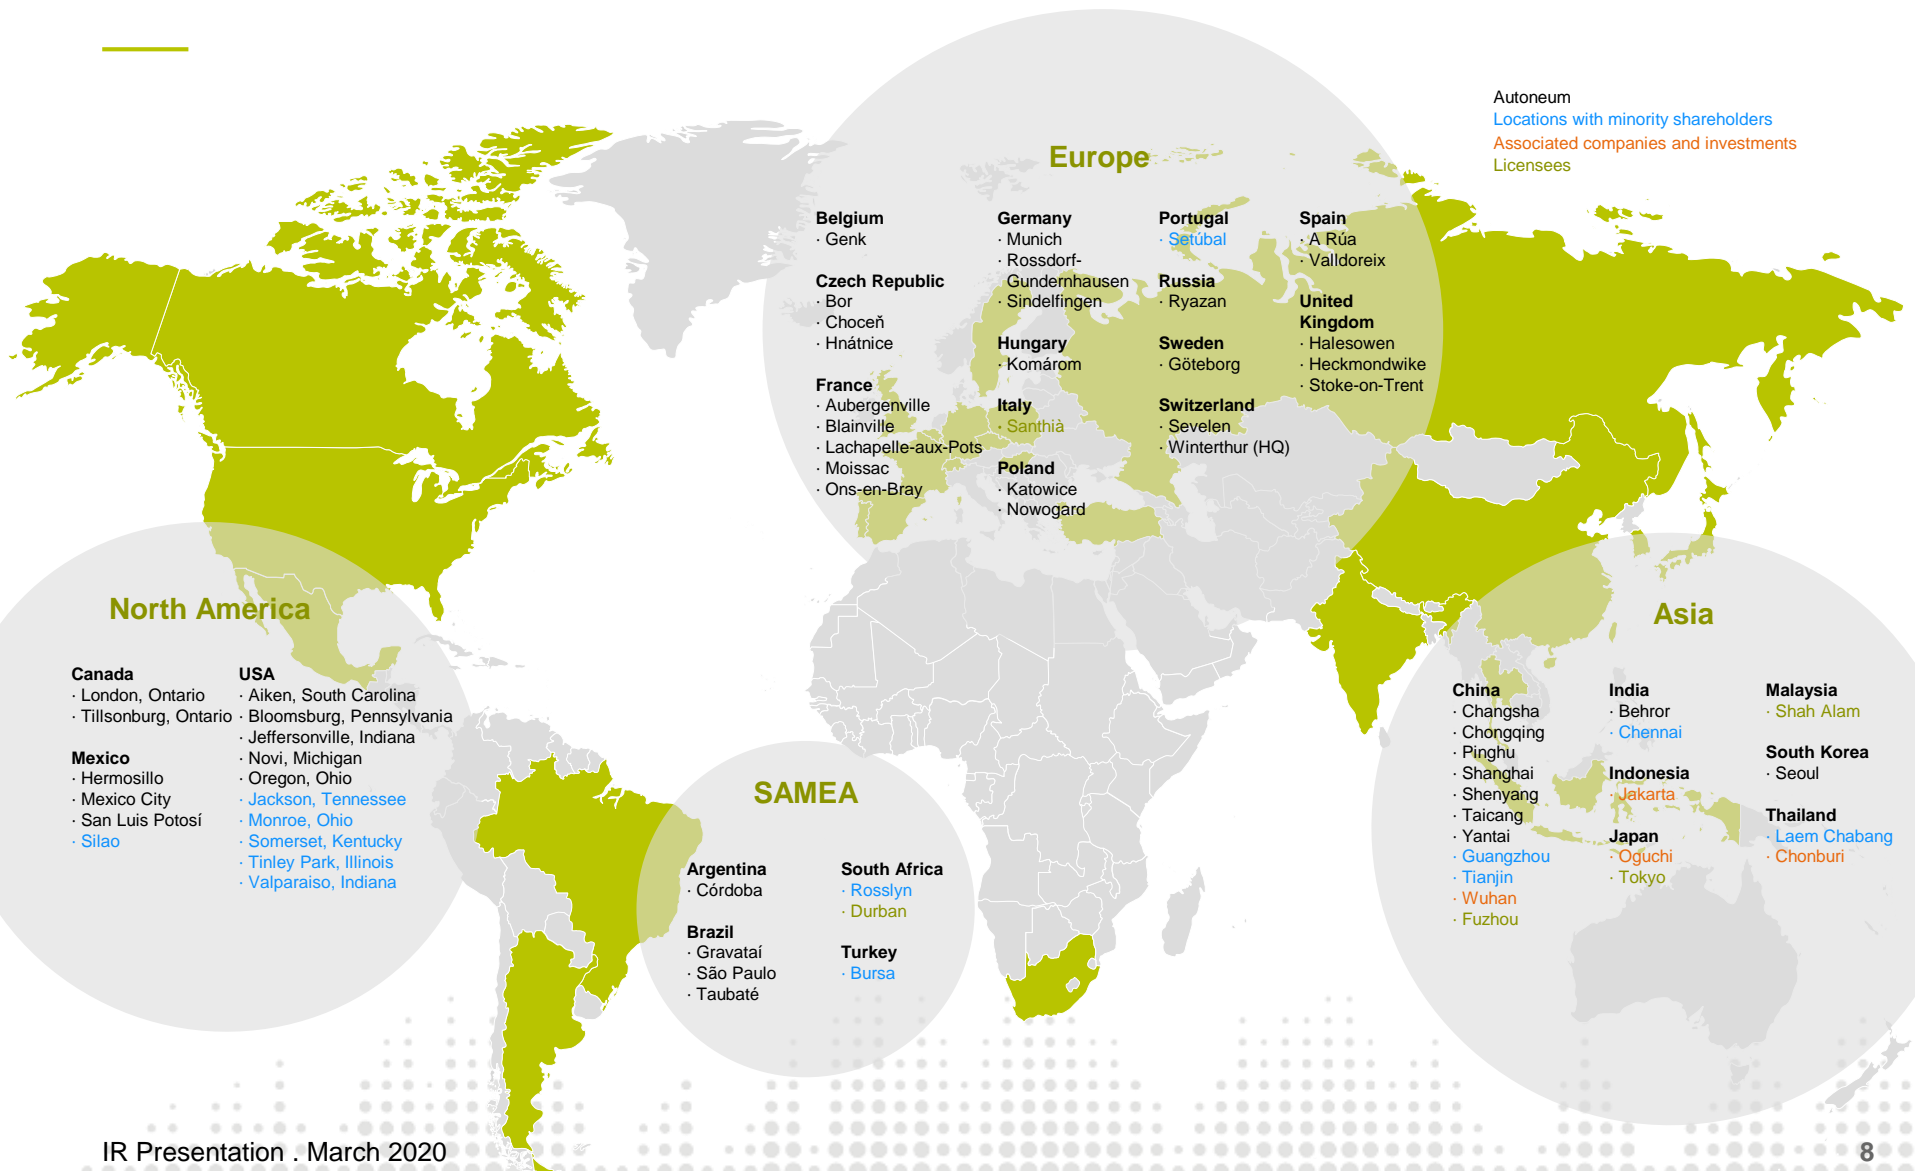 Autoneum
Locations with minority shareholders
Associated companies and investments
Licensees
Europe
Belgium
· Genk
Czech Republic
· Bor
· Choceň
· Hnátnice
France
· Aubergenville
· Blainville
· Lachapelle-aux-Pots
· Moissac
· Ons-en-Bray
Germany
· Munich
· Rossdorf-
Gundernhausen
· Sindelfingen
Hungary
· Komárom
Italy
· Santhià
Poland
· Katowice
· Nowogard
Portugal
· Setúbal
Russia
· Ryazan
Sweden
· Göteborg
Switzerland
· Sevelen
· Winterthur (HQ)
Spain
· A Rúa
· Valldoreix
United
Kingdom
· Halesowen
· Heckmondwike
· Stoke-on-Trent
North America
Canada
· London, Ontario
· Tillsonburg, Ontario
Mexico
· Hermosillo
· Mexico City
· San Luis Potosí
· Silao
USA
· Aiken, South Carolina
· Bloomsburg, Pennsylvania
· Jeffersonville, Indiana
· Novi, Michigan
· Oregon, Ohio
· Jackson, Tennessee
· Monroe, Ohio
· Somerset, Kentucky
· Tinley Park, Illinois
· Valparaiso, Indiana
SAMEA
Argentina
· Córdoba
Brazil
· Gravataí
· São Paulo
· Taubaté
South Africa
· Rosslyn
· Durban
Turkey
· Bursa
Asia
China
· Changsha
· Chongqing
· Pinghu
· Shanghai
· Shenyang
· Taicang
· Yantai
· Guangzhou
· Tianjin
· Wuhan
· Fuzhou
India
· Behror
· Chennai
Indonesia
· Jakarta
Japan
· Oguchi
· Tokyo
Malaysia
· Shah Alam
South Korea
· Seoul
Thailand
· Laem Chabang
· Chonburi
IR Presentation . March 2020
8